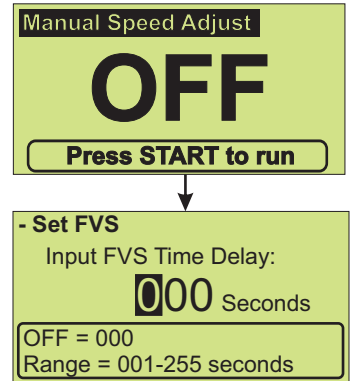 Manual Speed Adjust
OFF
Press START to run
- Set FVS
Input FVS Time Delay:
000 Seconds
OFF = 000
Range = 001-255 seconds